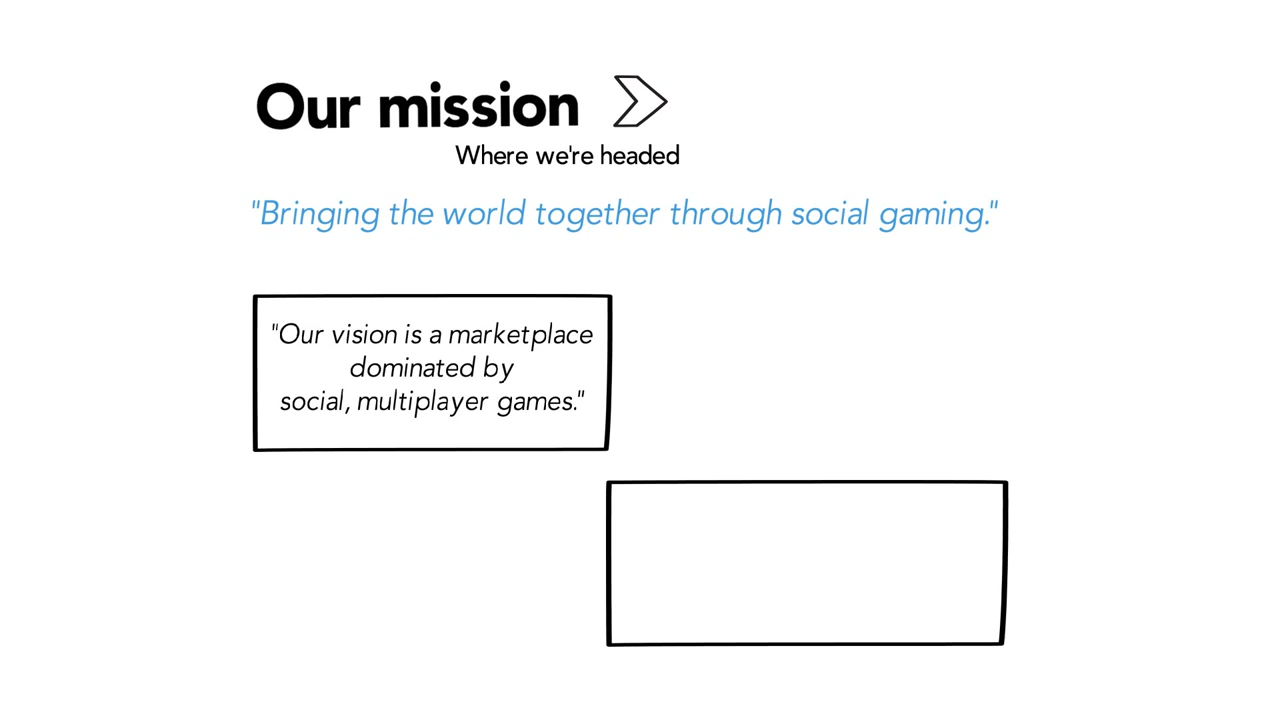 Our mission
Where we're headed
"Bringing the world together through social gaming."
"Our vision is a marketplace
dominated by
social, multiplayer games."